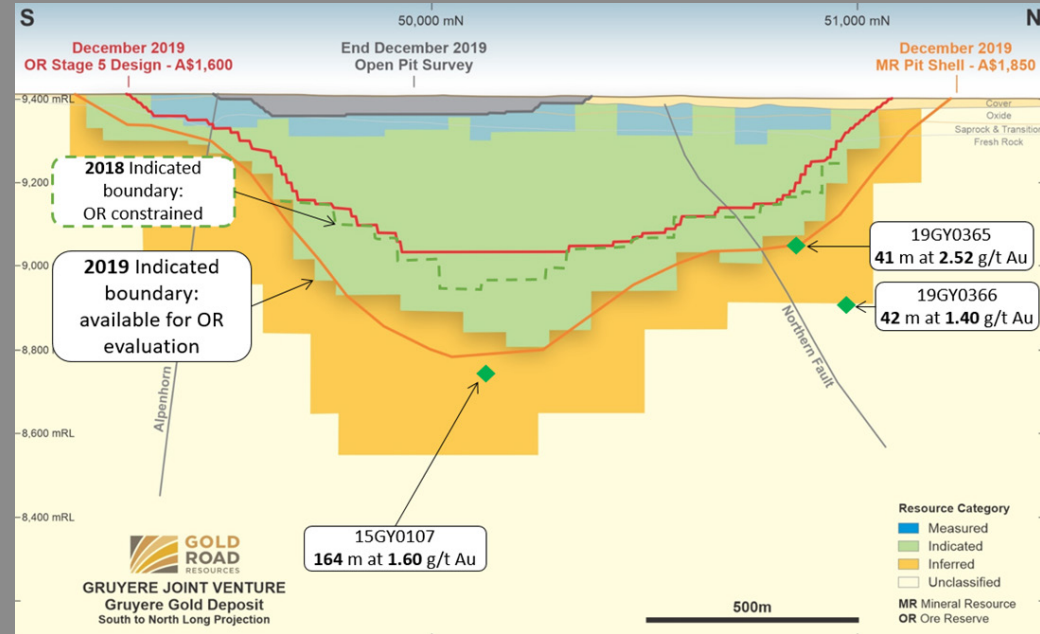 S
50,000 mN
51,000 mN
N
December 2019
OR Stage 5 Design - A$1,600
End December 2019
Open Pit Survey
December 2019
MR Pit Shell - A$1,850
9,400 mRL
Cover
Oxide
Saprock & Transition
Fresh Rock
2018 Indicated
boundary:
OR constrained
9,200 mRL
2019 Indicated
boundary:
available for OR
evaluation
9,000 mRL
19GY0365
41 m at 2.52 g/t Au
19GY0366
42 m at 1.40 g/t Au
8,800
Northern Fault
Alpenhorn
8,600 mRL
8,400 mRL
15GY0107
164 m at 1.60 g/t Au
GOLD
ROAD
RESOURCES
GRUYERE JOINT VENTURE
Gruyere Gold Deposit
South to North Long Projection
500m
Resource Category
Measured
Indicated
Inferred
Unclassified
MR Mineral Resource
OR Ore Reserve